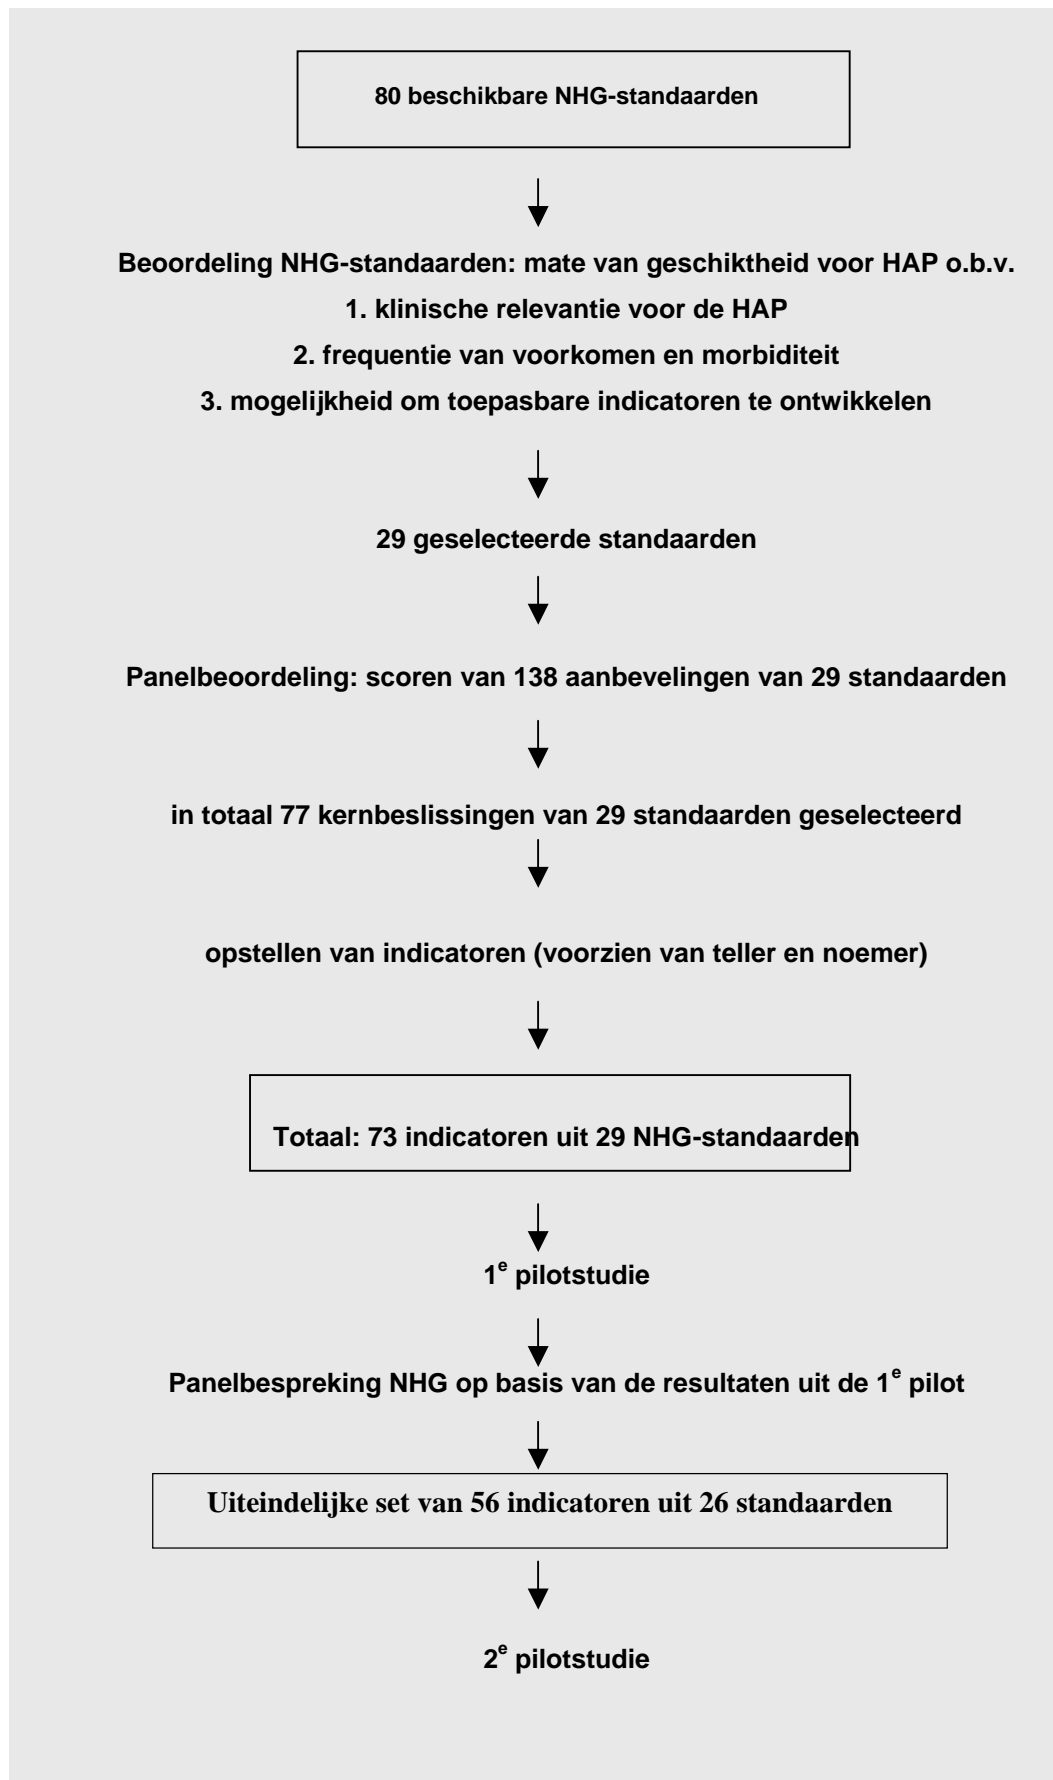 80 beschikbare NHG-standaarden
Beoordeling NHG-standaarden: mate van geschiktheid voor HAP o.b.v.
1. klinische relevantie voor de HAP
2. frequentie van voorkomen en morbiditeit
3. mogelijkheid om toepasbare indicatoren te ontwikkelen
29 geselecteerde standaarden
Panelbeoordeling: scoren van 138 aanbevelingen van 29 standaarden
in totaal 77 kernbeslissingen van 29 standaarden geselecteerd
opstellen van indicatoren (voorzien van teller en noemer)
Totaal: 73 indicatoren uit 29 NHG-standaarden
1e pilotstudie
Panelbespreking NHG op basis van de resultaten uit de 1e pilot
Uiteindelijke set van 56 indicatoren uit 26 standaarden
2e pilotstudie